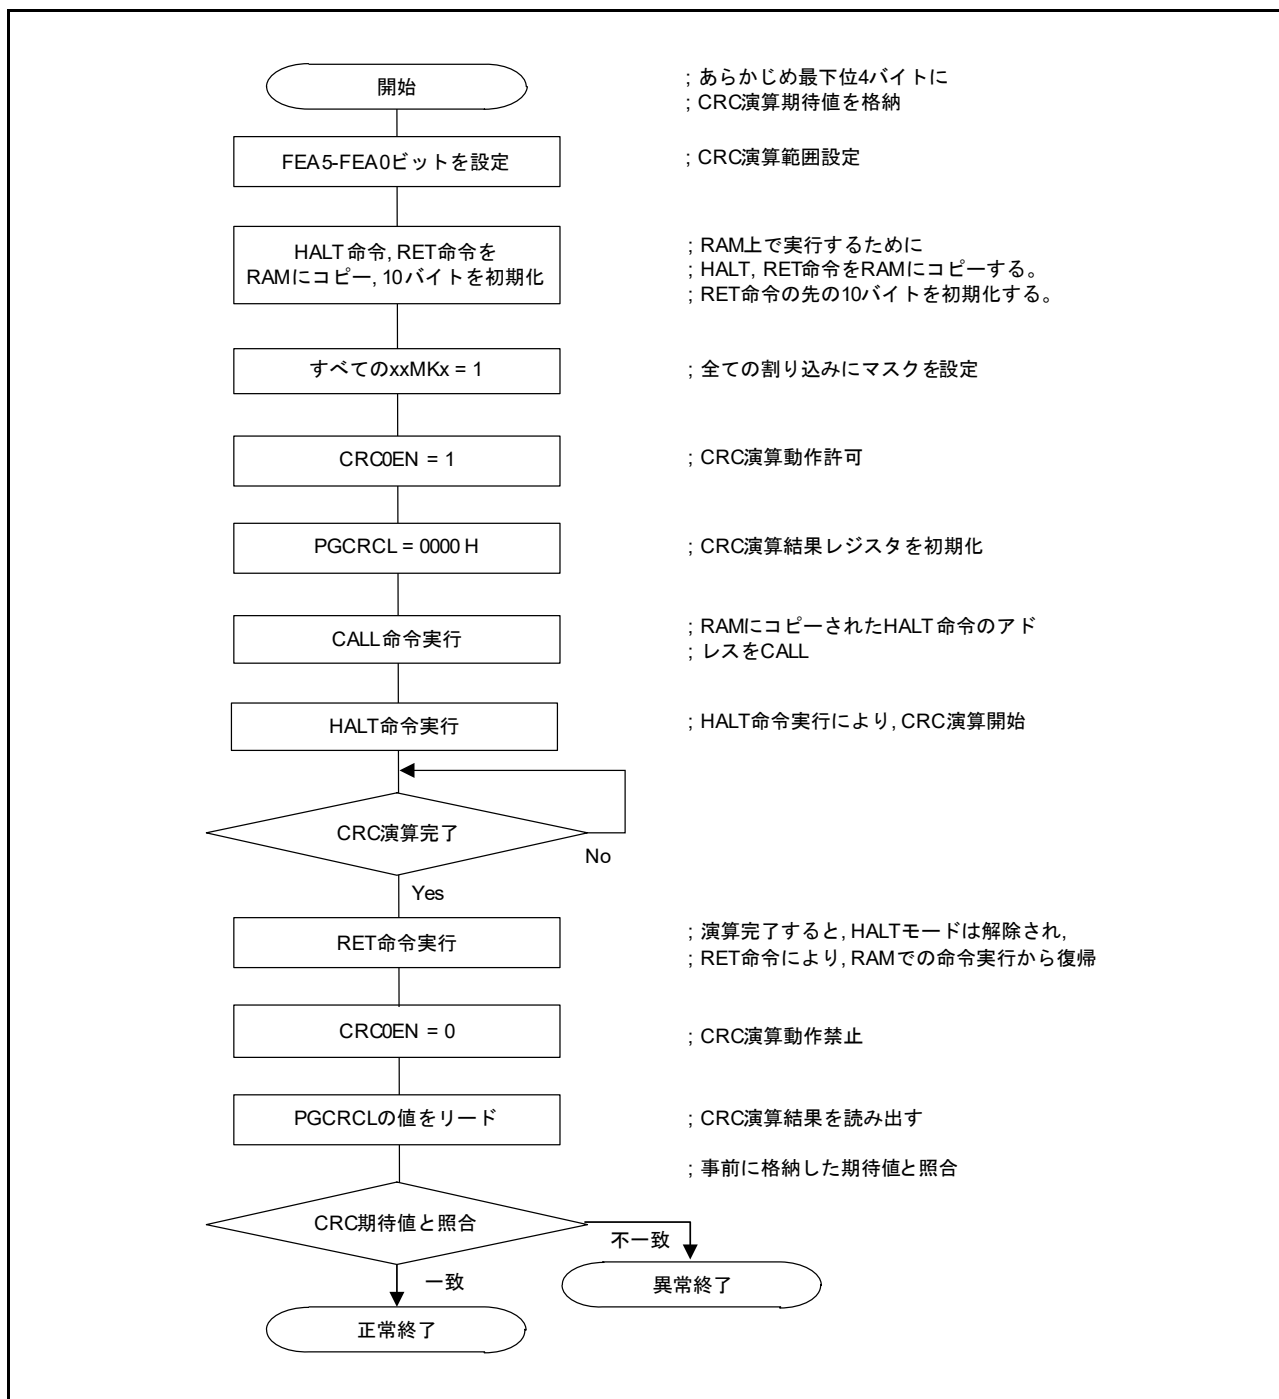 開始
; あらかじめ最下位4バイトに
; CRC演算期待値を格納
FEA5-FEA0ビットを設定
; CRC演算範囲設定
HALT命令, RET命令を
RAMにコピー, 10バイトを初期化
; RAM上で実行するために
; HALT, RET命令をRAMにコピーする。
; RET命令の先の10バイトを初期化する。
すべてのxxMKx = 1
; 全ての割り込みにマスクを設定
CRC0EN = 1
; CRC演算動作許可
PGCRCL = 0000 H
; CRC演算結果レジスタを初期化
CALL命令実行
; RAMにコピーされたHALT命令のアド
; レスをCALL
HALT命令実行
; HALT命令実行により, CRC演算開始
CRC演算完了
No
Yes
RET命令実行
; 演算完了すると, HALTモードは解除され,
; RET命令により, RAMでの命令実行から復帰
CRC0EN = 0
; CRC演算動作禁止
PGCRCLの値をリード
; CRC演算結果を読み出す
; 事前に格納した期待値と照合
CRC期待値と照合
不一致
一致
異常終了
正常終了